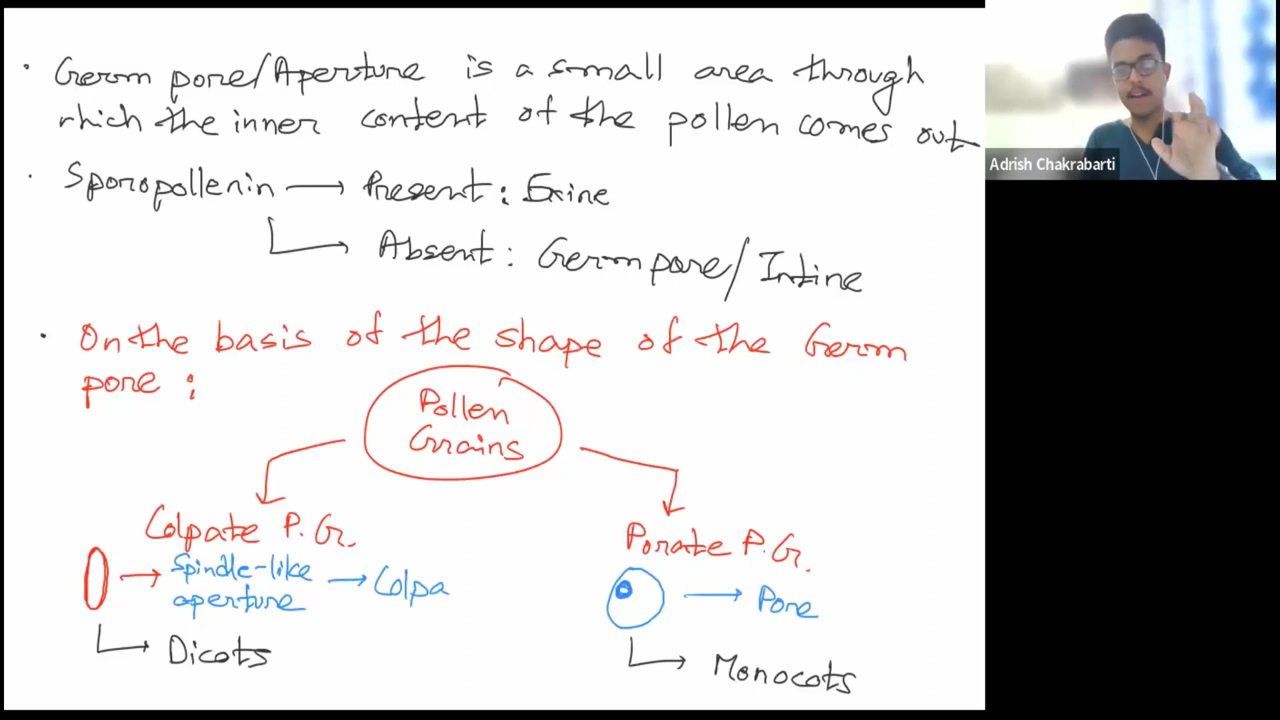 • Germ pore/Aperture is a small area through
which the inner content of the pollen comes out
• Sporopollenin → Present: Exine
→ Absent: Germ pore/Intine
• On the basis of the shape of the Germ
pore:
Pollen
Grains
Colpate P.Gr.
Spindle-like
aperture → Colpa
→ Dicots
Porate P.Gr.
→ Pore
→ Monocots
Adrish Chakrabarti